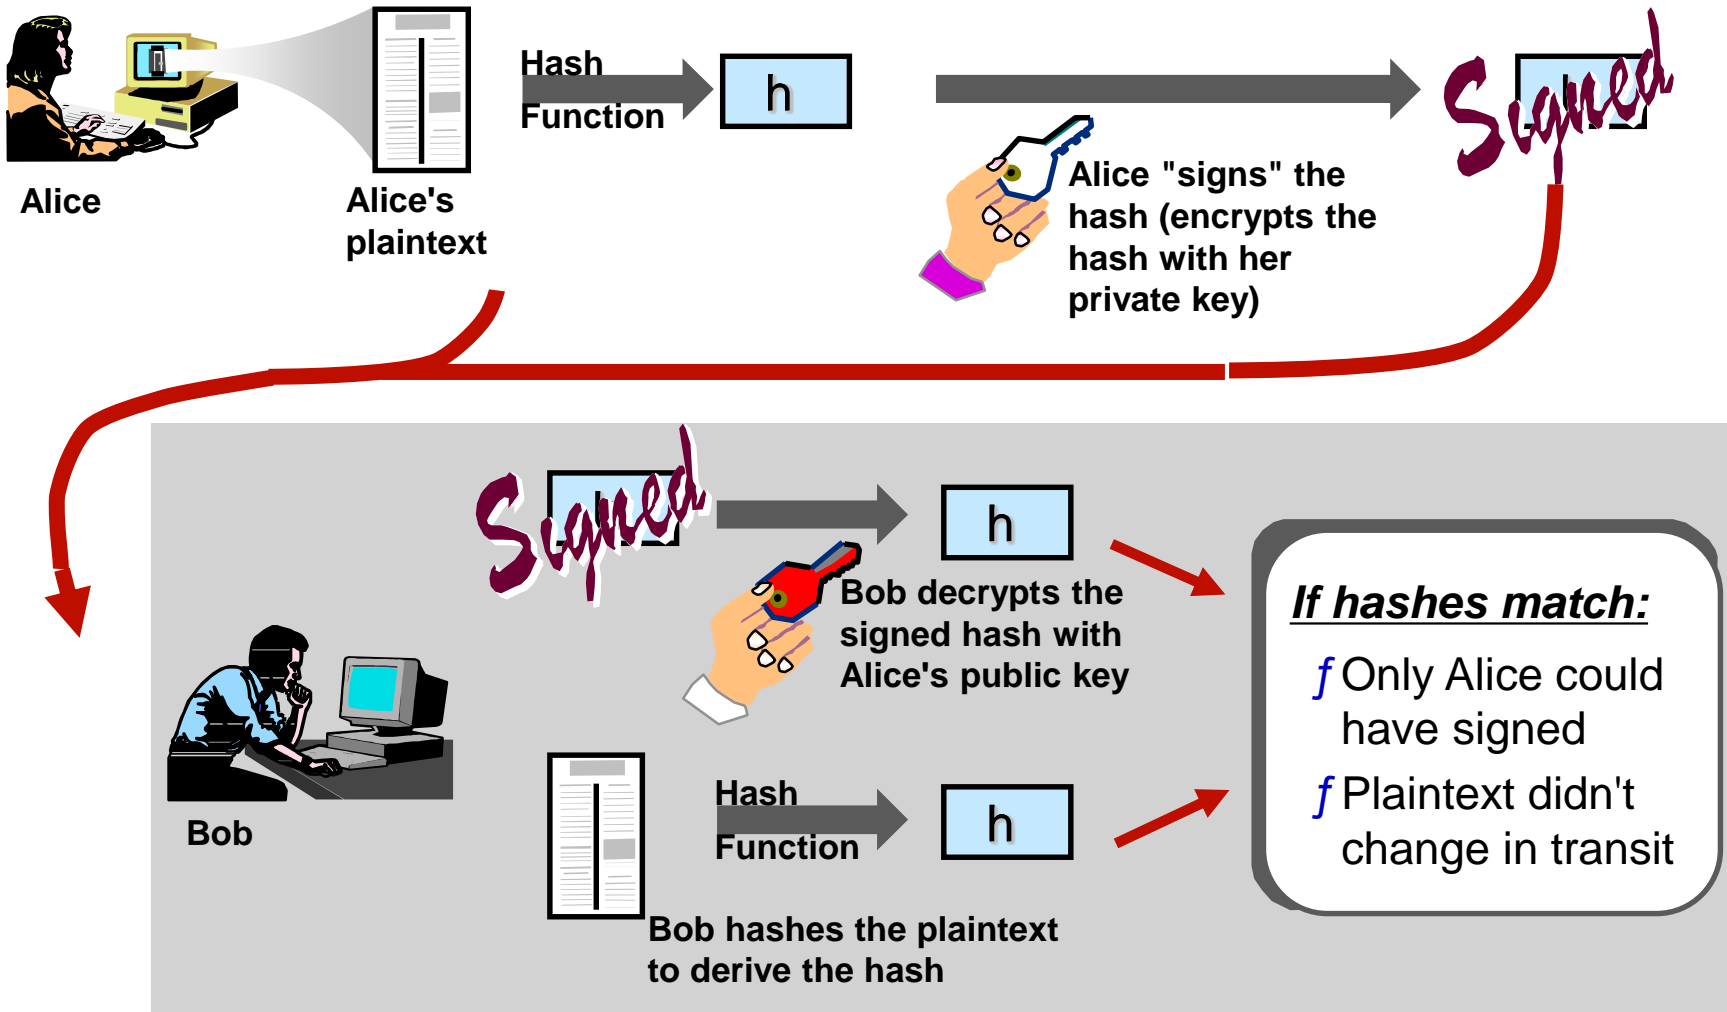 Hash
Function
h
Signed
Alice
Alice's
plaintext
Alice "signs" the
hash (encrypts the
hash with her
private key)
Signed
h
Bob decrypts the
signed hash with
Alice's public key
Bob
Hash
Function
h
Bob hashes the plaintext
to derive the hash
If hashes match:
ƒ Only Alice could
have signed
ƒ Plaintext didn't
change in transit